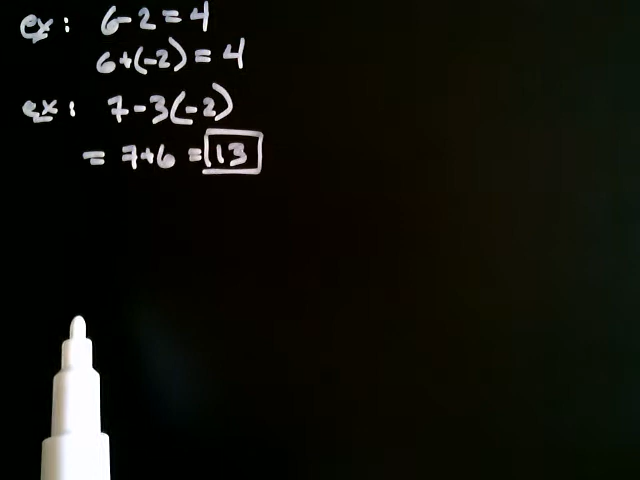 ex: 6-2=4
6+(-2)=4
ex: 7-3(-2)
= 7+6 = 13